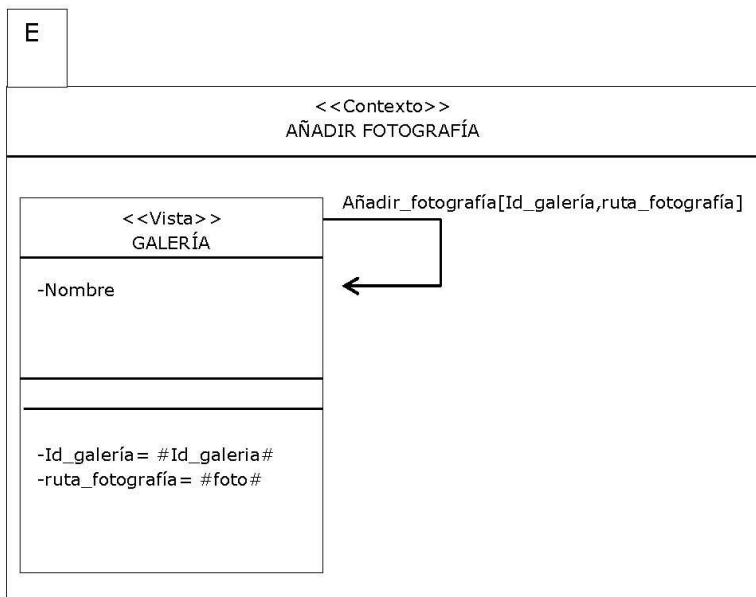 E
<<Contexto>>
AÑADIR FOTOGRAFÍA
Añadir_fotografía[Id_galería,ruta_fotografía]
<<Vista>>
GALERÍA
-Nombre
-Id_galería= #Id_galeria#
-ruta_fotografía= #foto#